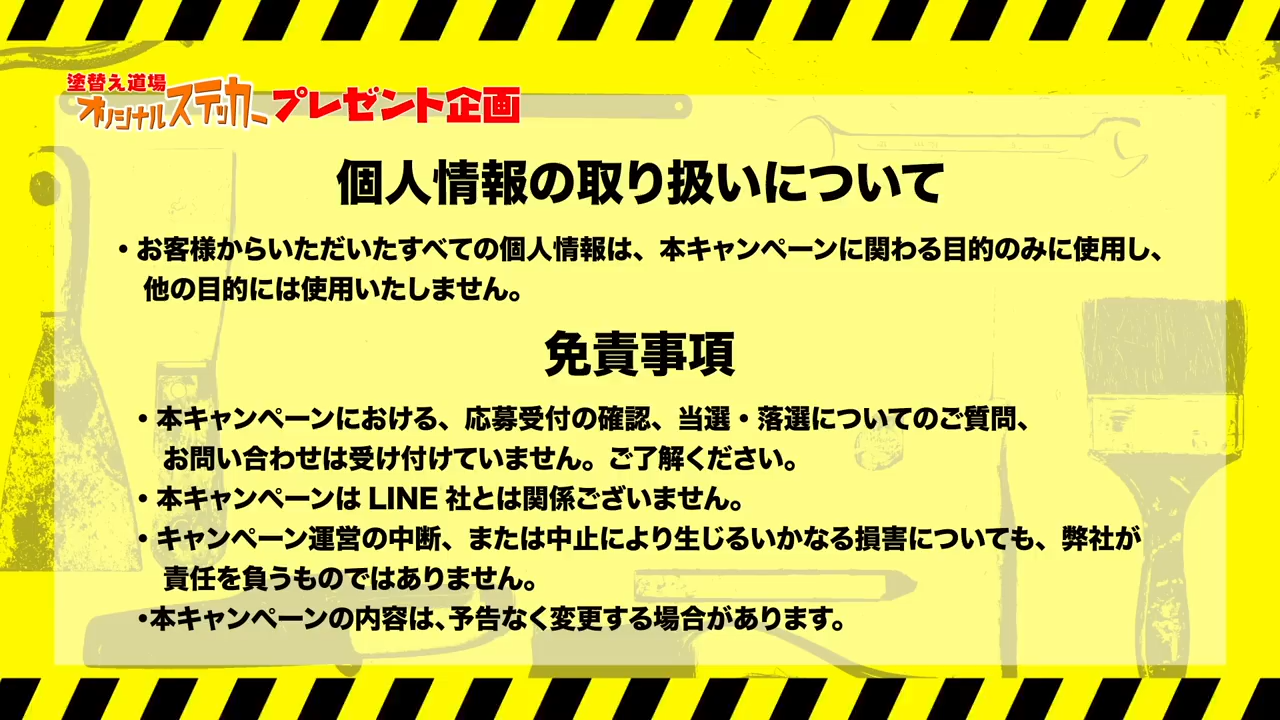 塗替え道場
オリジナルステッカープレゼント企画
個人情報の取り扱いについて
・お客様からいただいたすべての個人情報は、本キャンペーンに関わる目的のみに使用し、
他の目的には使用いたしません。
免責事項
・本キャンペーンにおける、応募受付の確認、当選・落選についてのご質問、
お問い合わせは受け付けていません。ご了解ください。
・本キャンペーンは LINE 社とは関係ございません。
・キャンペーン運営の中断、または中止により生じるいかなる損害についても、弊社が
責任を負うものではありません。
・本キャンペーンの内容は、予告なく変更する場合があります。